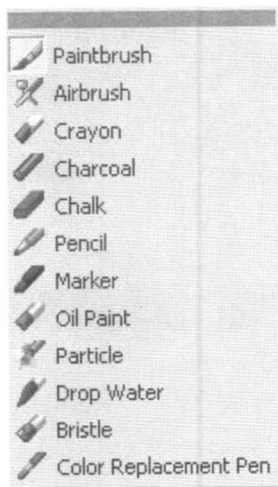 Paintbrush
Airbrush
Crayon
Charcoal
Chalk
Pencil
Marker
Oil Paint
Particle
Drop Water
Bristle
Color Replacement Pen